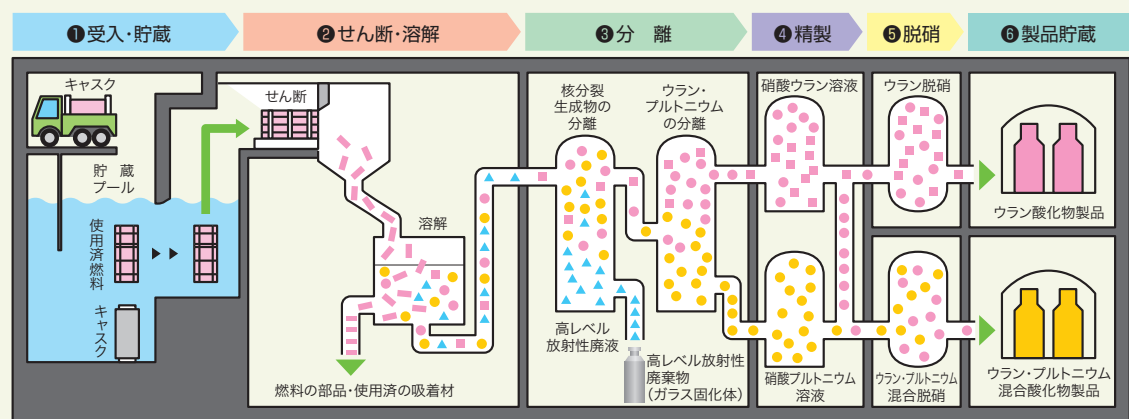 ❶受入・貯蔵
❷せん断・溶解
❸分 離
❹精製
❺脱硝
❻製品貯蔵
キャスク
貯 蔵
プール
使用済燃料
キャスク
せん断
溶解
燃料の部品・使用済の吸着材
核分裂
生成物の
分離
高レベル
放射性廃液
高レベル放射性
廃棄物
(ガラス固化体)
ウラン・
プルトニウム
の分離
硝酸ウラン溶液
硝酸プルトニウム
溶液
ウラン脱硝
ウラン・プルトニウム
混合脱硝
ウラン酸化物製品
ウラン・プルトニウム
混合酸化物製品